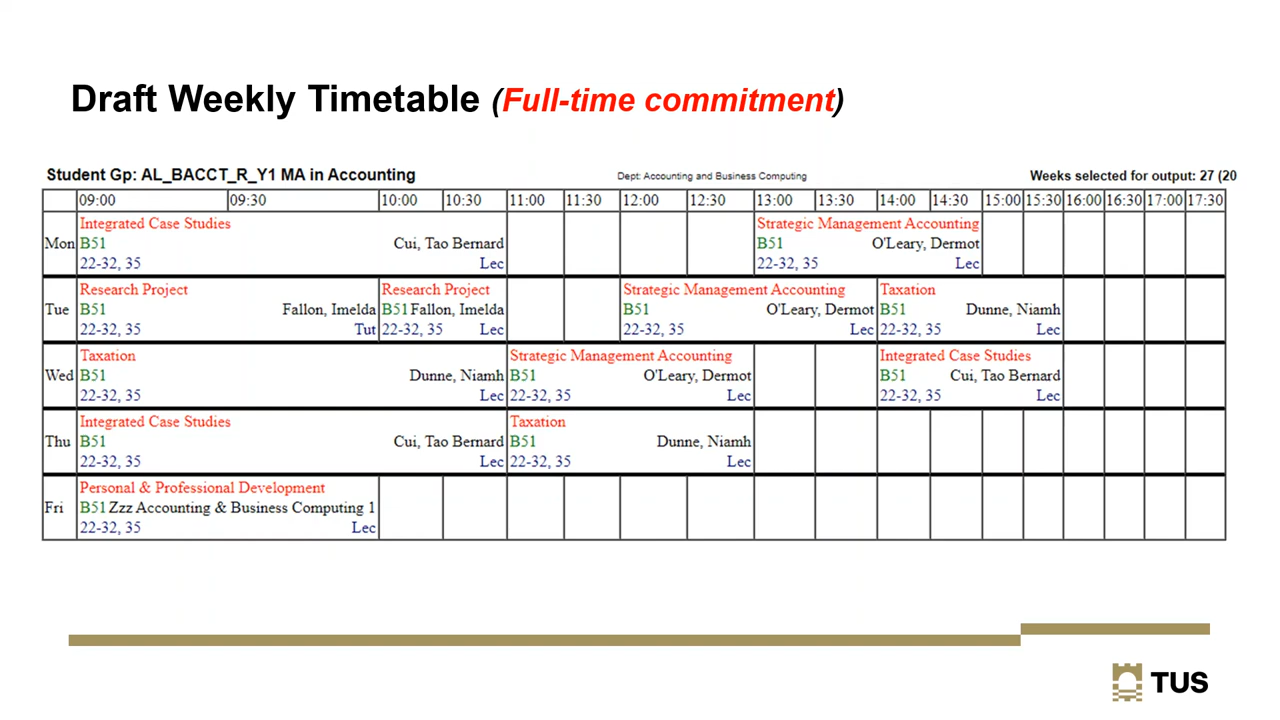 Draft Weekly Timetable (Full-time commitment)
Student Gp: AL_BACCT_R_Y1 MA in Accounting Dept: Accounting and Business Computing Weeks selected for output: 27 (20
09:00 09:30 10:00 10:30 11:00 11:30 12:00 12:30 13:00 13:30 14:00 14:30 15:00 15:30 16:00 16:30 17:00 17:30
Integrated Case Studies Strategic Management Accounting
Mon B51 Cui, Tao Bernard B51 O'Leary, Dermot
22-32, 35 Lec 22-32, 35 Lec
Research Project Research Project Strategic Management Accounting Taxation
Tue B51 Fallon, Imelda B51 Fallon, Imelda B51 O'Leary, Dermot B51 Dunne, Niamh
22-32, 35 Tut 22-32, 35 Lec 22-32, 35 Lec 22-32, 35 Lec
Taxation Strategic Management Accounting Integrated Case Studies
Wed B51 Dunne, Niamh B51 O'Leary, Dermot B51 Cui, Tao Bernard
22-32, 35 Lec 22-32, 35 Lec 22-32, 35 Lec
Integrated Case Studies Taxation
Thu B51 Cui, Tao Bernard B51 Dunne, Niamh
22-32, 35 Lec 22-32, 35 Lec
Personal & Professional Development
Fri B51 Zzz Accounting & Business Computing 1
22-32, 35 Lec
TUS